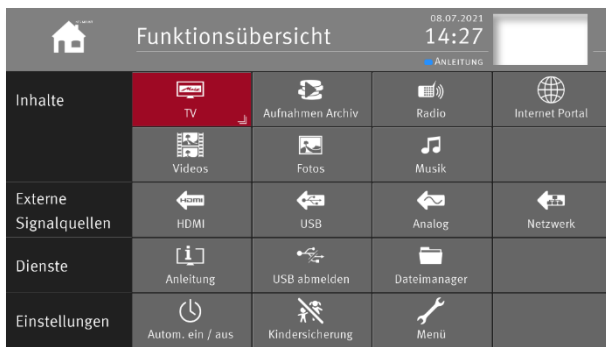 Funktionsübersicht
08.07.2021
14:27
ANLEITUNG
Inhalte
TV
Aufnahmen Archiv
Radio
Internet Portal
Videos
Fotos
Musik
Externe
Signalquellen
HDMI
HDMI
USB
Analog
Netzwerk
Dienste
Anleitung
USB abmelden
Dateimanager
Einstellungen
Autom. ein / aus
Kindersicherung
Menü